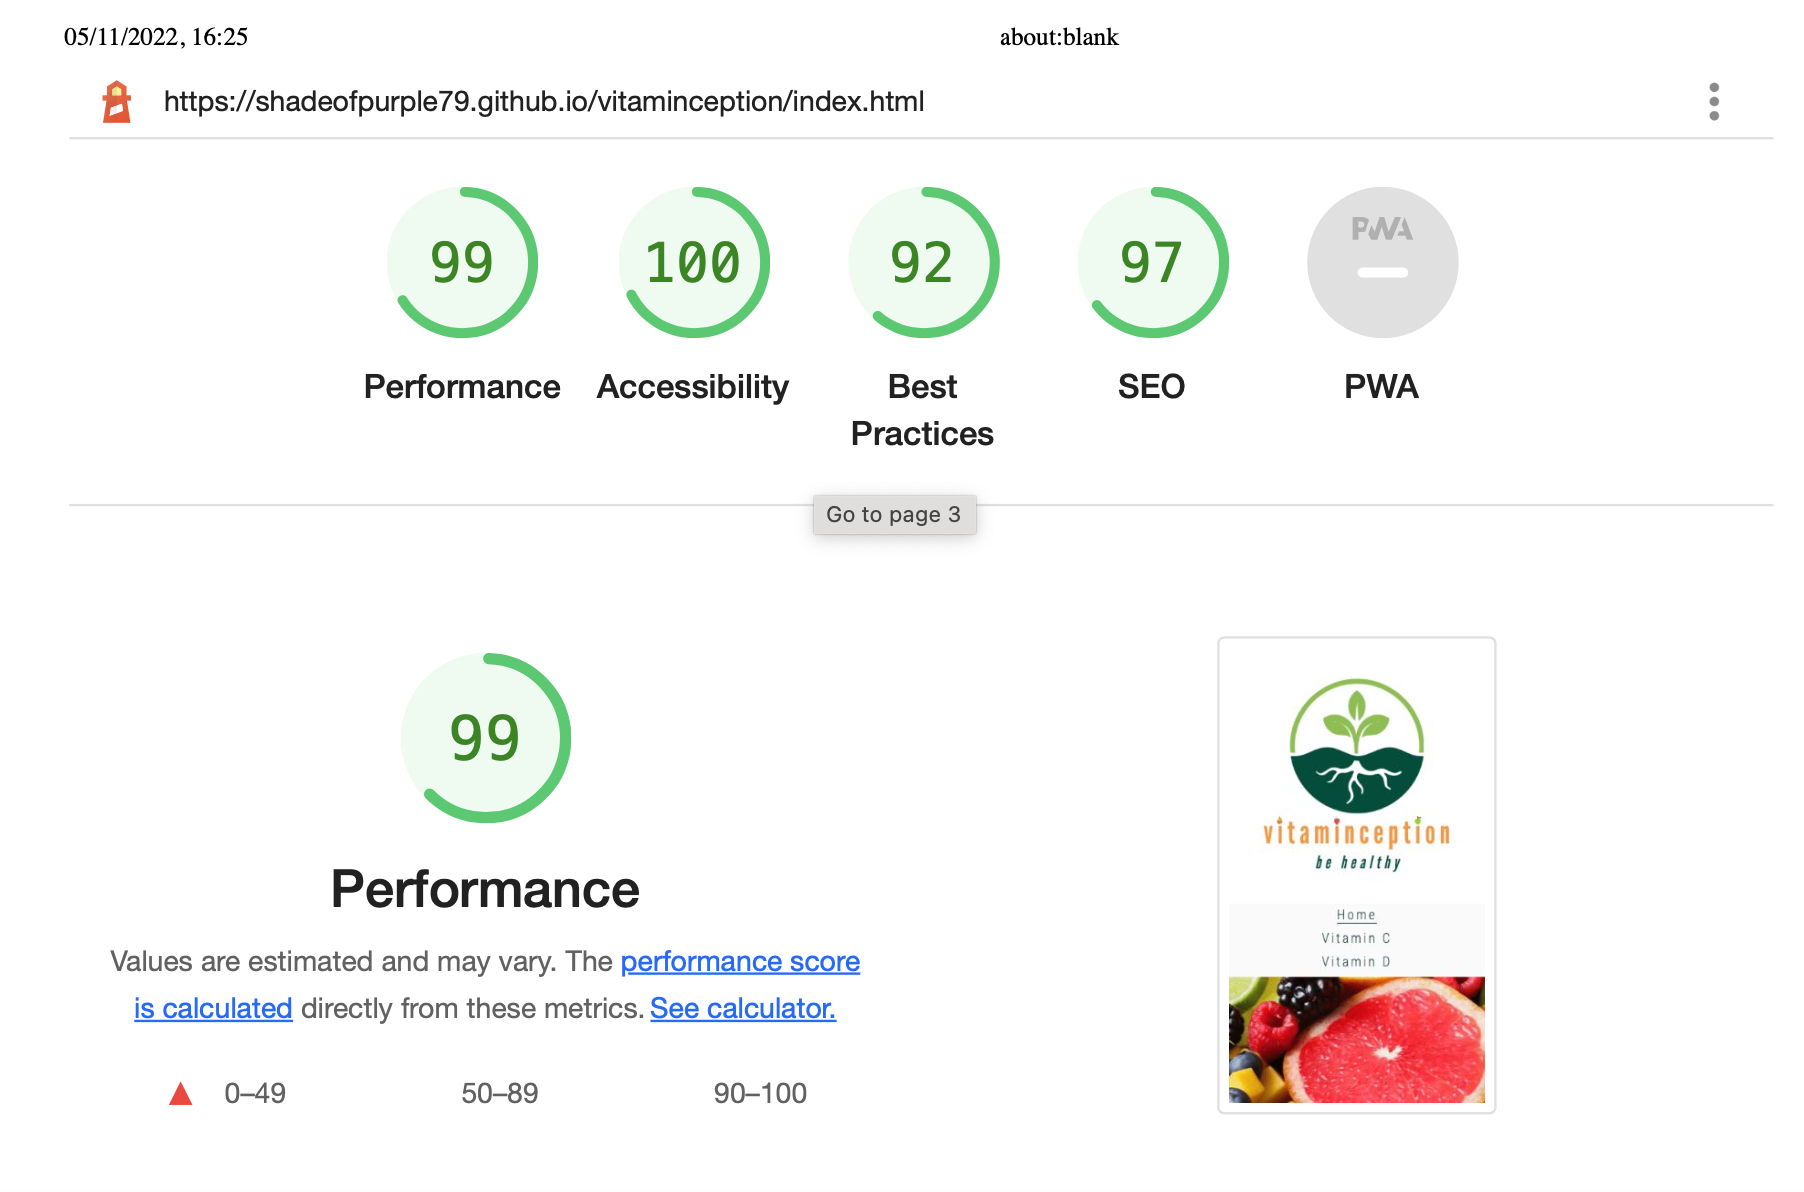 05/11/2022, 16:25
about:blank
https://shadeofpurple79.github.io/vitaminception/index.html
99
100
92
97
PWA
Performance
Accessibility
Best
Practices
SEO
PWA
Go to page 3
99
Performance
Values are estimated and may vary. The performance score
is calculated directly from these metrics. See calculator.
0–49
50–89
90–100
vitaminception
be healthy
Home
Vitamin C
Vitamin D